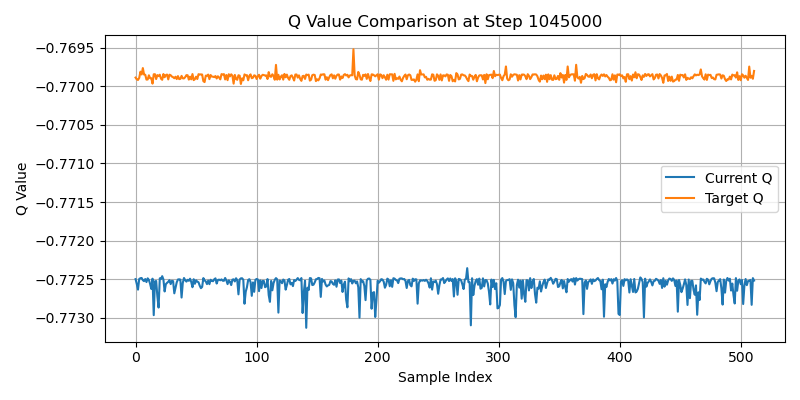 Q Value Comparison at Step 1045000
Q Value
−0.7695
−0.7700
−0.7705
−0.7710
−0.7715
−0.7720
−0.7725
−0.7730
Current Q
Target Q
0 100 200 300 400 500
Sample Index